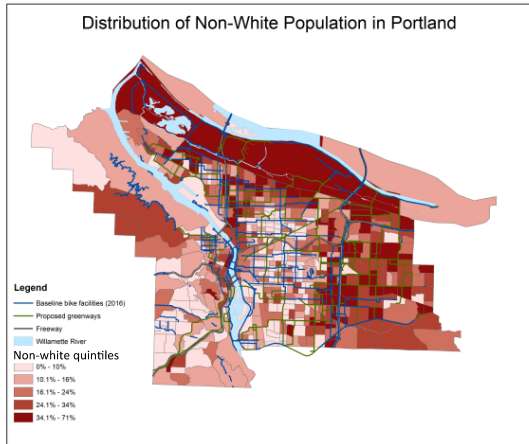 Distribution of Non-White Population in Portland
Legend
Baseline bike facilities (2016)
Proposed greenways
Freeway
Willamette River
Non-white quintiles
0% - 10%
10.1% - 16%
16.1% - 24%
24.1% - 34%
34.1% - 71%